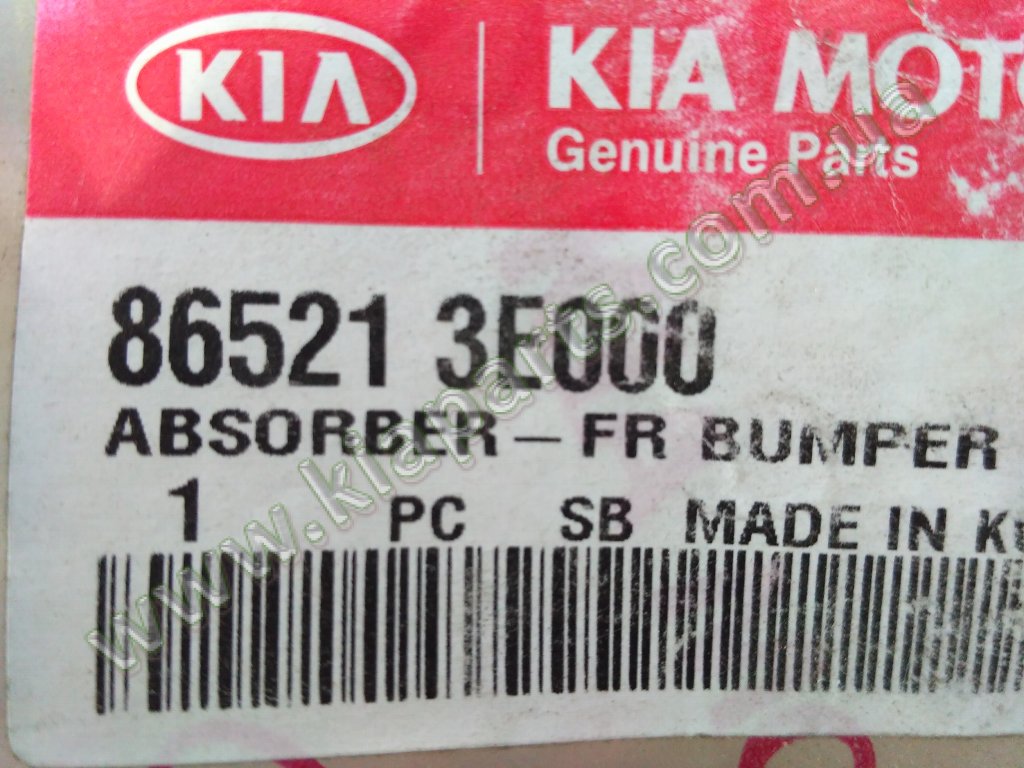 KIA
KIA MOTO
Genuine Parts
86521 3E000
ABSORBER-FR BUMPER
1 PC SB MADE IN K
www.kiaparts.com.ua